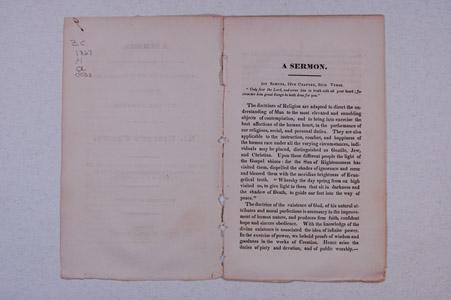 A SERMON.
1st Samuel, 12th Chapter, 24th Verse.
"Only fear the Lord, and serve him in truth with all your heart; for
consider how great things he hath done for you."
The doctrines of Religion are adapted to direct the un-
derstanding of Man to the most elevated and ennobling
objects of contemplation, and to bring into exercise the
best affections of the human heart, in the performance of
our religious, social, and personal duties. They are also
applicable to the instruction, comfort, and happiness of
the human race under all the varying circumstances, indi-
viduals may be placed, distinguished as Gentile, Jew,
and Christian. Upon these different people the light of
the Gospel shines: for the Sun of Righteousness has
visited them, dispelled the shades of ignorance and error
and blessed them with the meridian brightness of Evan-
gelical truth. "Whereby the day spring from on high
visited us, to give light to them that sit in darkness and
the shadow of Death, to guide our feet into the way of
peace."
The doctrine of the existence of God, of his natural at-
tributes and moral perfections is necessary to the improve-
ment of human nature, and produces firm faith, confident
hope and sincere obedience. With the knowledge of the
divine existence is associated the idea of infinite power.
In the exercise of power, we behold proofs of wisdom and
goodness in the works of Creation. Hence arise the
duties of piety and devotion, and of public worship.—